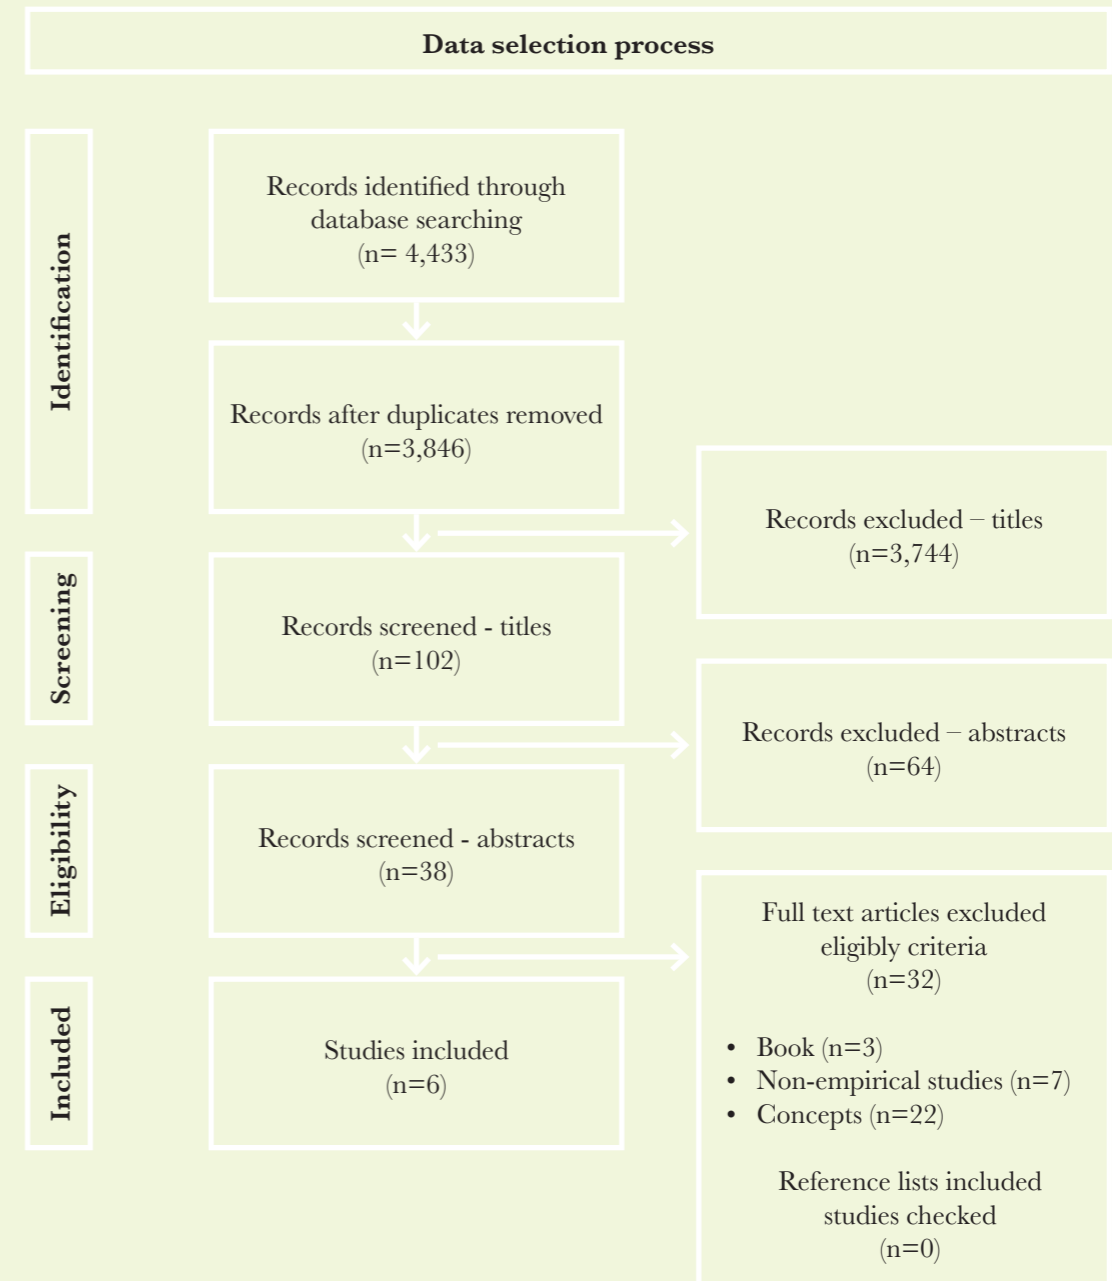 Data selection process
Identification
Records identified through
database searching
(n= 4,433)
Records after duplicates removed
(n=3,846)
Records excluded – titles
(n=3,744)
Screening
Records screened - titles
(n=102)
Records excluded – abstracts
(n=64)
Eligibility
Records screened - abstracts
(n=38)
Full text articles excluded
eligibly criteria
(n=32)
• Book (n=3)
• Non-empirical studies (n=7)
• Concepts (n=22)
Reference lists included
studies checked
(n=0)
Included
Studies included
(n=6)